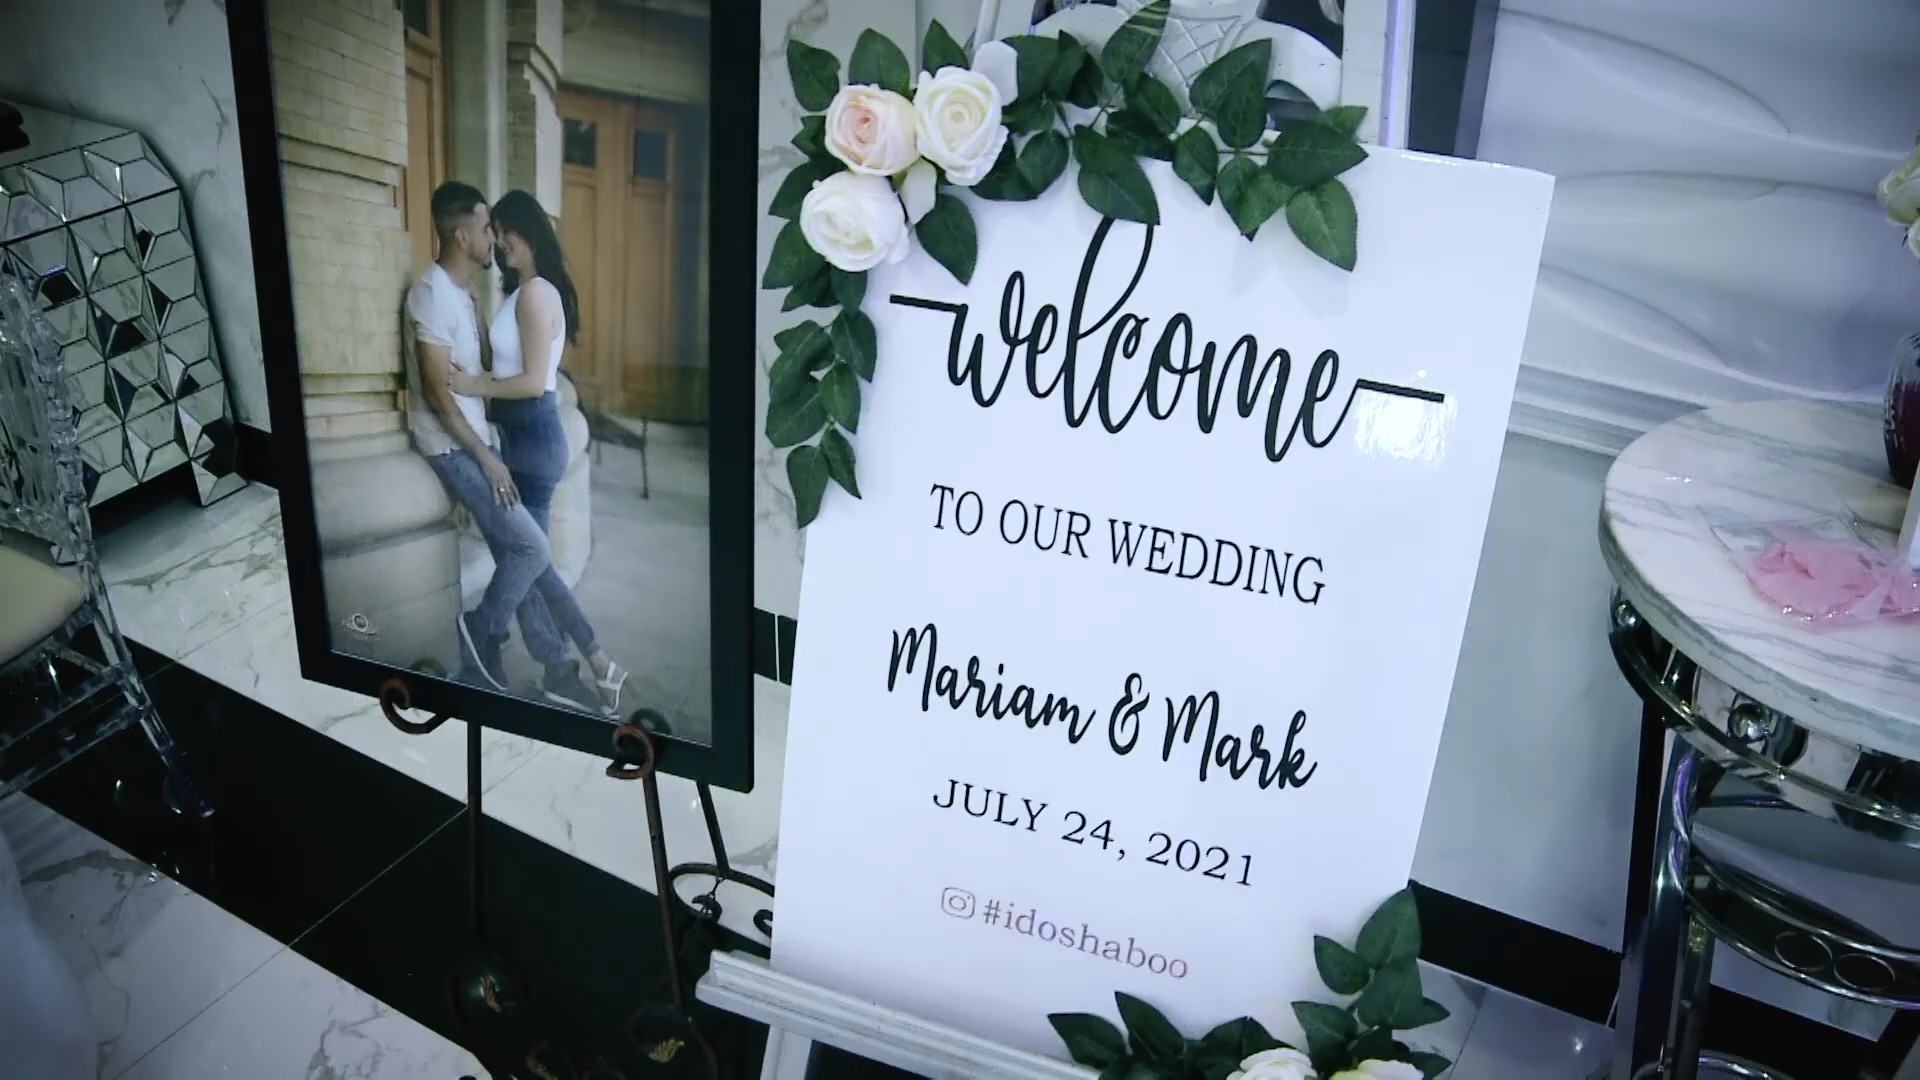 welcome
TO OUR WEDDING
Mariam & Mark
JULY 24, 2021
#idoshaboo